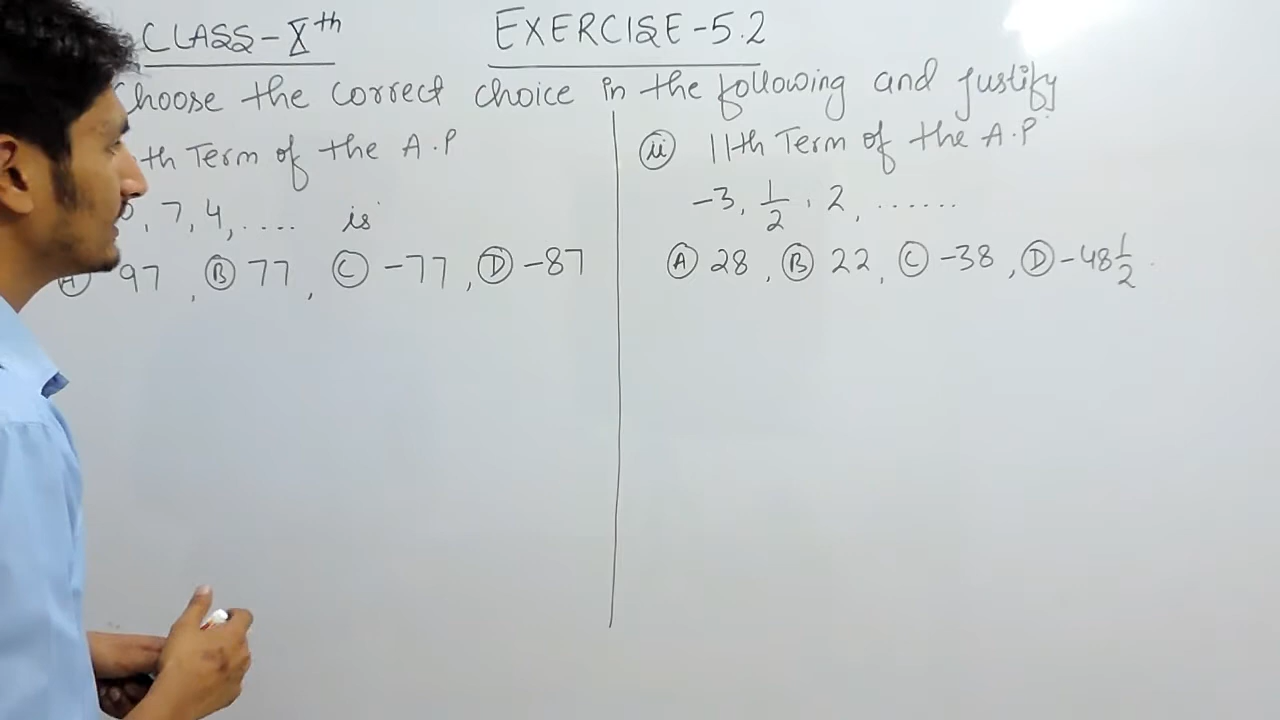 CLASS-Xth EXERCISE-5.2
Choose the correct choice in the following and justify
th Term of the A.P
, 7, 4, .... is
(A) 97, (B) 77, (C) -77, (D) -87
(ii) 11th Term of the A.P
-3, 1/2, 2, ......
(A) 28, (B) 22, (C) -38, (D) -48 1/2